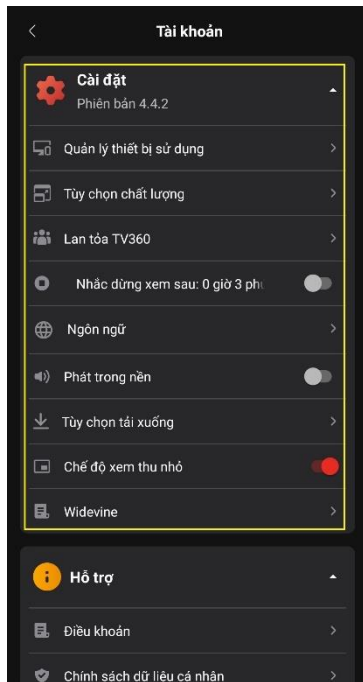 Tài khoản
Cài đặt
Phiên bản 4.4.2
Quản lý thiết bị sử dụng
Tùy chọn chất lượng
Lan tỏa TV360
Nhắc dừng xem sau: 0 giờ 3 phú
Ngôn ngữ
Phát trong nền
Tùy chọn tải xuống
Chế độ xem thu nhỏ
Widevine
Hỗ trợ
Điều khoản
Chính sách dữ liệu cá nhân